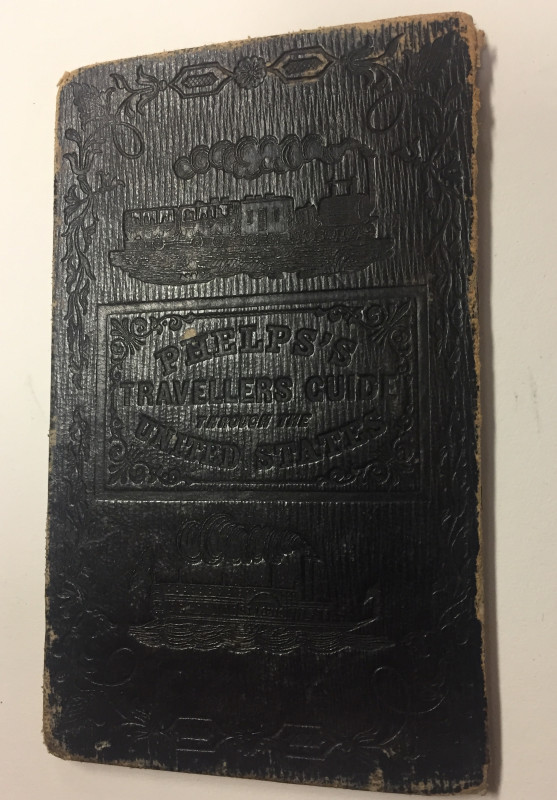 PHELPS'S
TRAVELLERS GUIDE
THROUGH THE
UNITED STATES